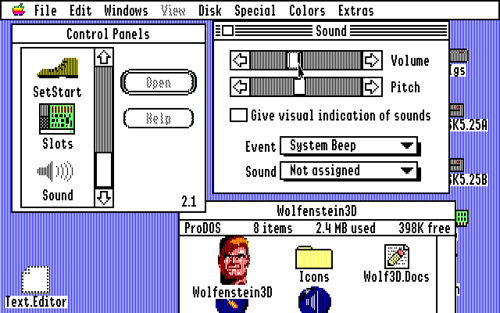 File Edit Windows View Disk Special Colors Extras
Control Panels
SetStart
Slots
Sound
Open
Help
2.1
Sound
Volume
Pitch
Give visual indication of sounds
Event System Beep
Sound Not assigned
igs
SK5.25A
SK5.25B
Wolfenstein3D
ProDOS 8 items 2.4 MB used 398K free
Wolfenstein3D
Icons
Wolf3D.Docs
Text.Editor